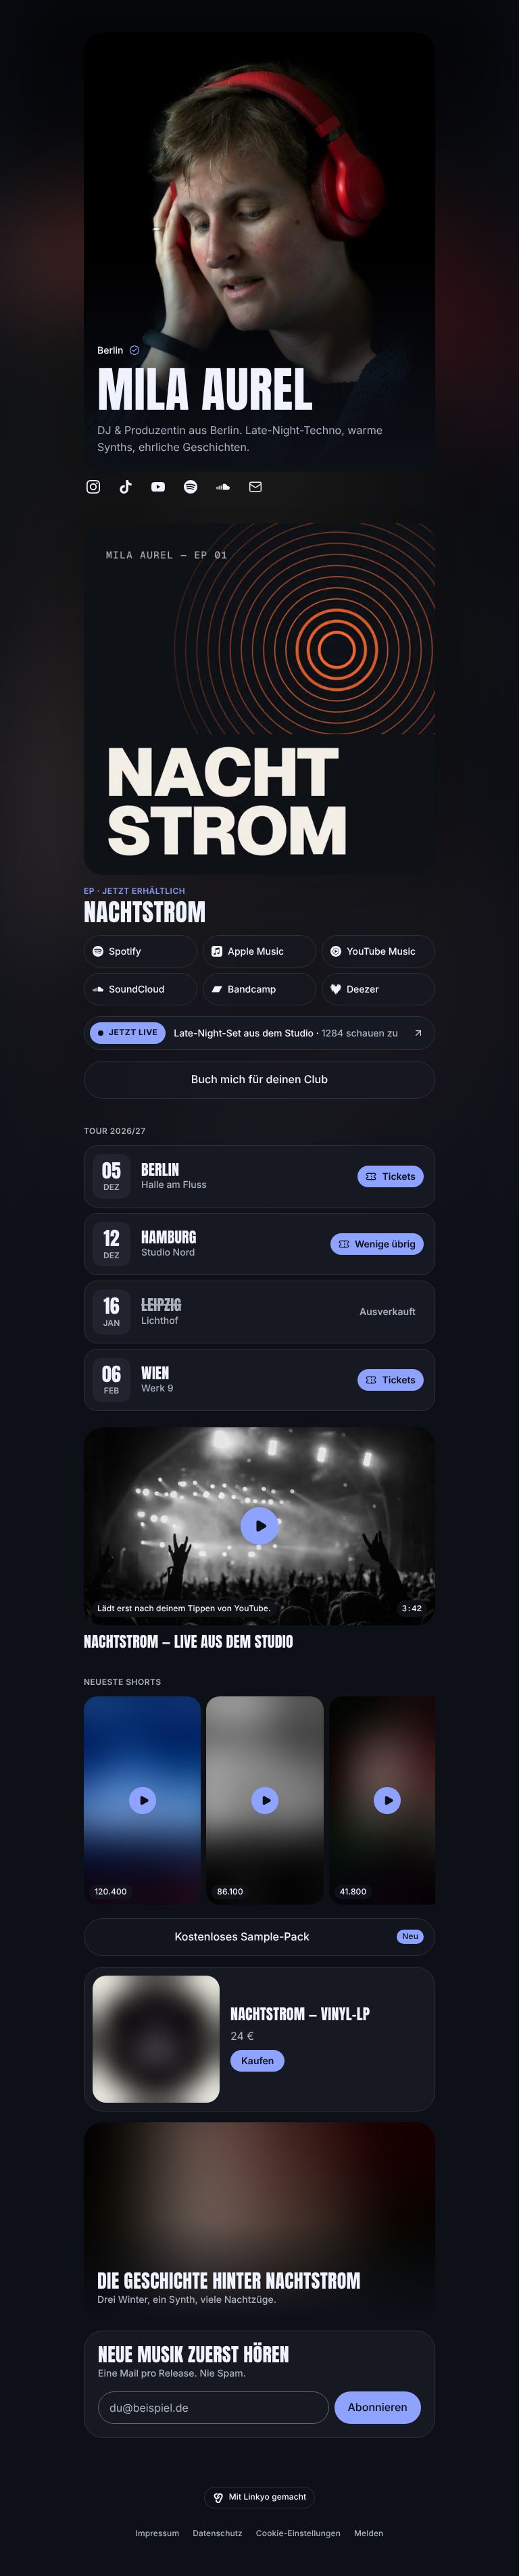 Berlin
MILA AUREL
DJ & Produzentin aus Berlin. Late-Night-Techno, warme
Synths, ehrliche Geschichten.
MILA AUREL — EP 01
NACHT
STROM
EP · JETZT ERHÄLTLICH
NACHTSTROM
Spotify
Apple Music
YouTube Music
SoundCloud
Bandcamp
Deezer
JETZT LIVE
Late-Night-Set aus dem Studio · 1284 schauen zu
Buch mich für deinen Club
TOUR 2026/27
05
DEZ
BERLIN
Halle am Fluss
Tickets
12
DEZ
HAMBURG
Studio Nord
Wenige übrig
16
JAN
LEIPZIG
Lichthof
Ausverkauft
06
FEB
WIEN
Werk 9
Tickets
Lädt erst nach deinem Tippen von YouTube.
3:42
NACHTSTROM – LIVE AUS DEM STUDIO
NEUESTE SHORTS
120.400
86.100
41.800
Kostenloses Sample-Pack
Neu
NACHTSTROM – VINYL-LP
24 €
Kaufen
DIE GESCHICHTE HINTER NACHTSTROM
Drei Winter, ein Synth, viele Nachtzüge.
NEUE MUSIK ZUERST HÖREN
Eine Mail pro Release. Nie Spam.
du@beispiel.de
Abonnieren
Mit Linkyo gemacht
Impressum
Datenschutz
Cookie-Einstellungen
Melden